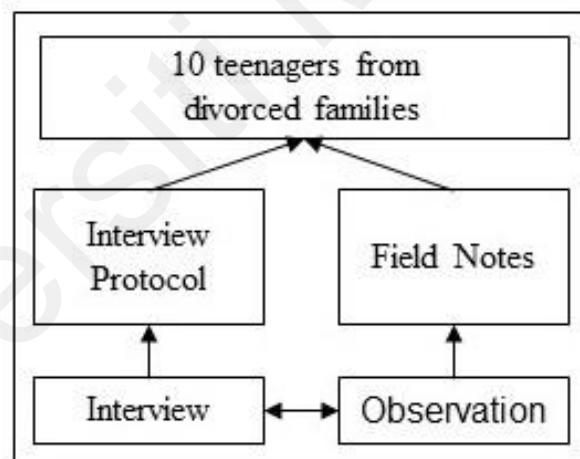 10 teenagers from
divorced families
Interview
Protocol
Field Notes
Interview
Observation